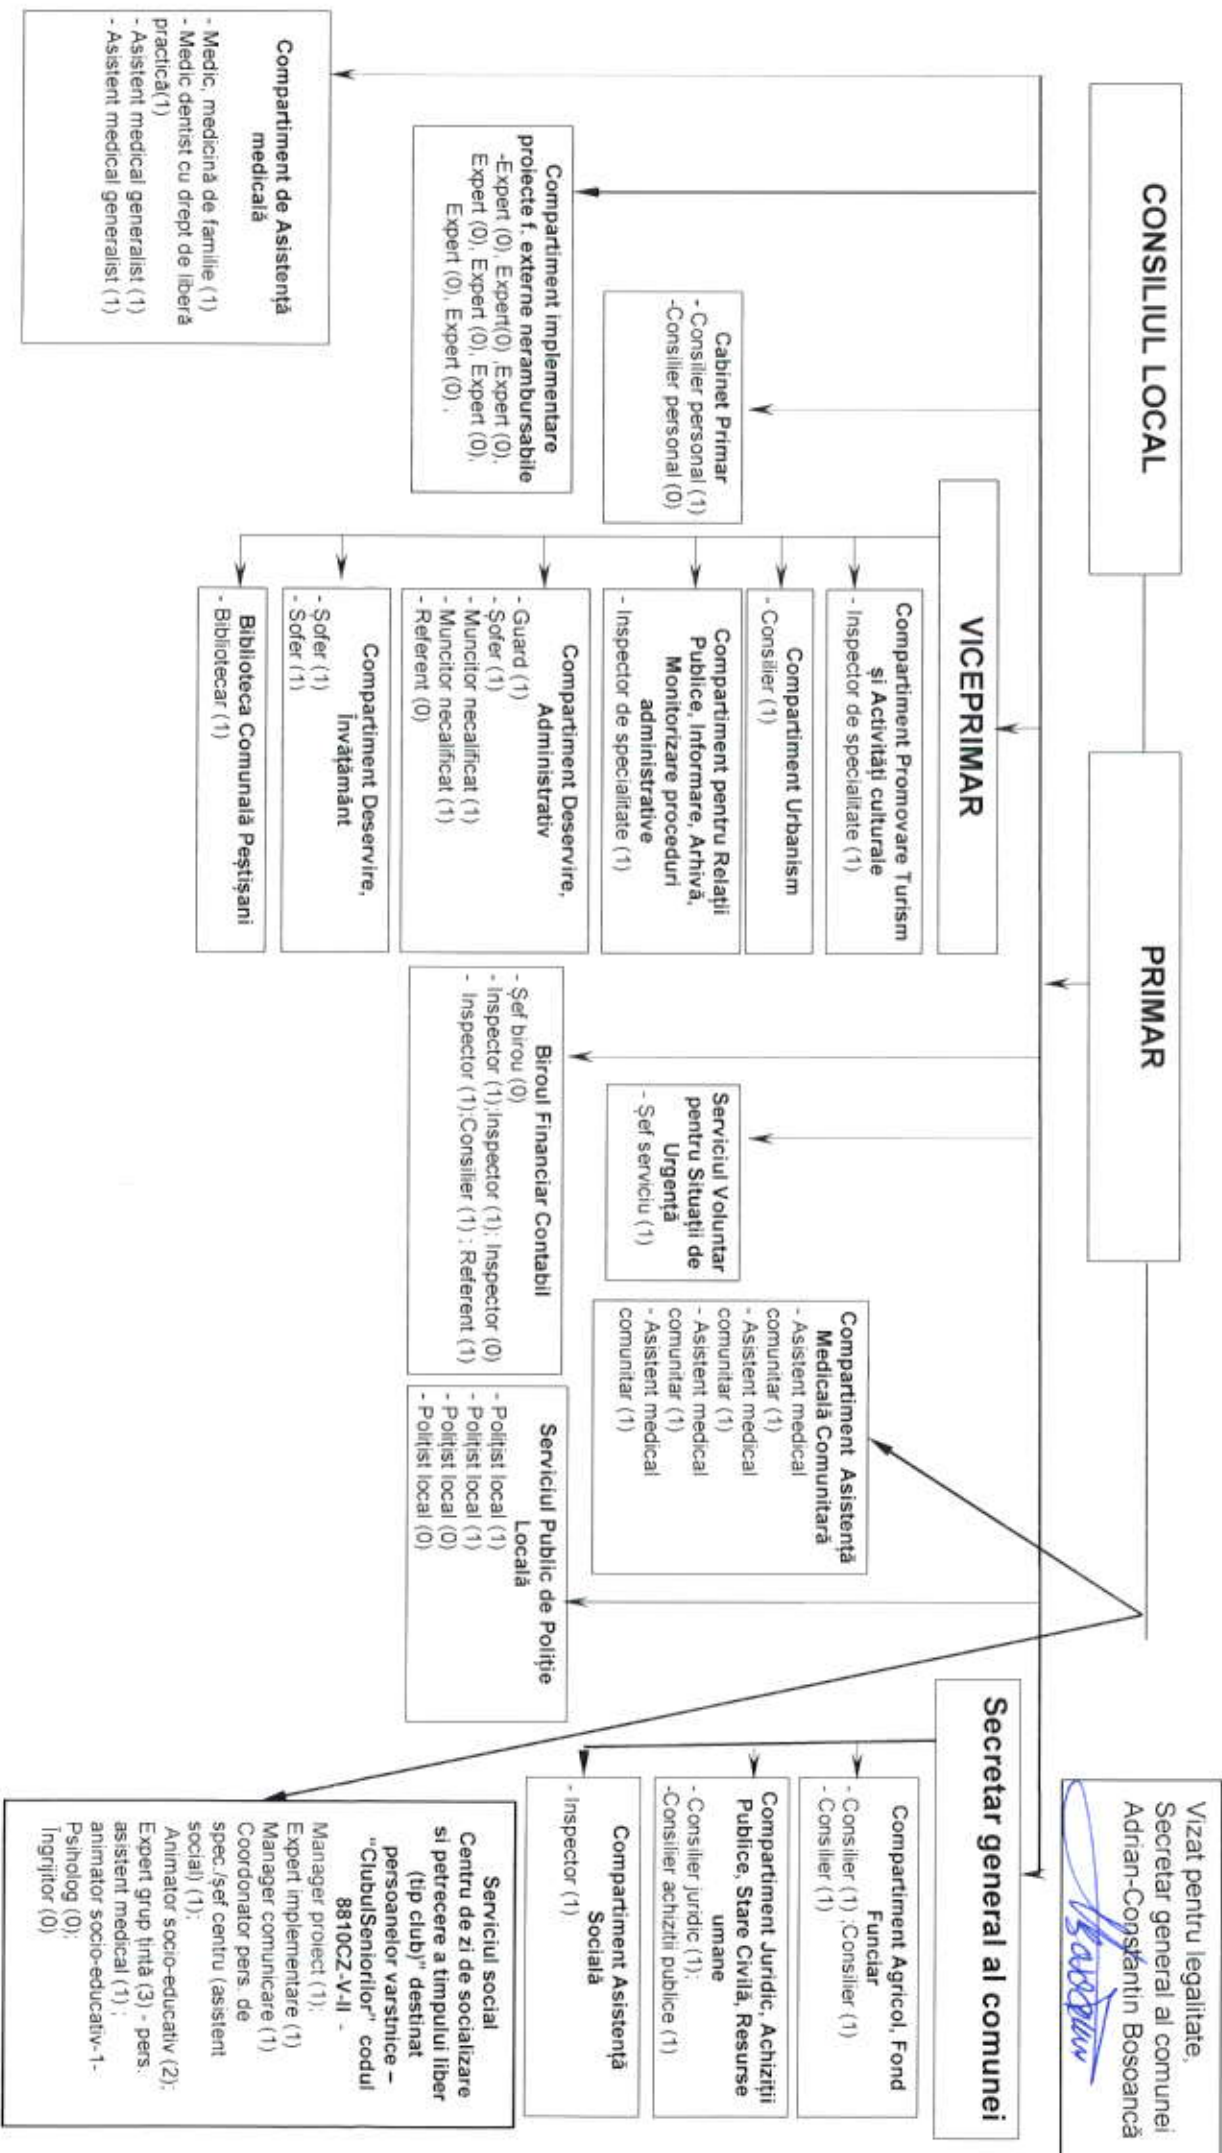 Vizat pentru legalitate,
Secretar general al comunei
Adrian-Constantin Bosoancă
CONSILIUL LOCAL
PRIMAR
VICEPRIMAR
Secretar general al comunei
Compartiment de Asistență
medicală
- Medic, medicină de familie (1)
- Medic dentist cu drept de liberă
practică(1)
- Asistent medical generalist (1)
- Asistent medical generalist (1)
Compartiment implementare
proiecte f. externe nerambursabile
-Expert (0), Expert(0) ,Expert (0),
Expert (0), Expert (0), Expert (0),
Expert (0), Expert (0) ,
Cabinet Primar
- Consilier personal (1)
-Consilier personal (0)
Compartiment Promovare Turism
și Activități culturale
- Inspector de specialitate (1)
Compartiment Urbanism
- Consilier (1)
Compartiment pentru Relații
Publice, Informare, Arhivă,
Monitorizare proceduri
administrative
- Inspector de specialitate (1)
Compartiment Deservire,
Administrativ
- Guard (1)
- Șofer (1)
- Muncitor necalificat (1)
- Muncitor necalificat (1)
- Referent (0)
Compartiment Deservire,
Învățământ
- Șofer (1)
- Șofer (1)
Biblioteca Comunală Peștișani
- Bibliotecar (1)
Biroul Financiar Contabil
- Șef birou (0)
- Inspector (1);Inspector (1); Inspector (0)
- Inspector (1);Consilier (1) ; Referent (1)
Serviciul Voluntar
pentru Situații de
Urgență
- Șef serviciu (1)
Compartiment Asistență
Medicală Comunitară
- Asistent medical
comunitar (1)
- Asistent medical
comunitar (1)
- Asistent medical
comunitar (1)
- Asistent medical
comunitar (1)
Serviciul Public de Poliție
Locală
- Polițist local (1)
- Polițist local (1)
- Polițist local (0)
- Polițist local (0)
Compartiment Agricol, Fond
Funciar
- Consilier (1) ;Consilier (1)
- Consilier (1)
Compartiment Juridic, Achiziții
Publice, Stare Civilă, Resurse
umane
- Consilier juridic (1);
-Consilier achizitii publice (1)
Compartiment Asistență
Socială
- Inspector (1)
Serviciul social
Centru de zi de socializare
si petrecere a timpului liber
(tip club)" destinat
persoanelor varstnice –
"ClubulSeniorilor" codul
8810CZ-V-II -
Manager proiect (1);
Expert implementare (1)
Manager comunicare (1)
Coordonator pers. de
spec./șef centru (asistent
social) (1);
Animator socio-educativ (2);
Expert grup țintă (3) - pers.
asistent medical (1) ;
animator socio-educativ-1-
Psiholog (0);
Îngrijitor (0)